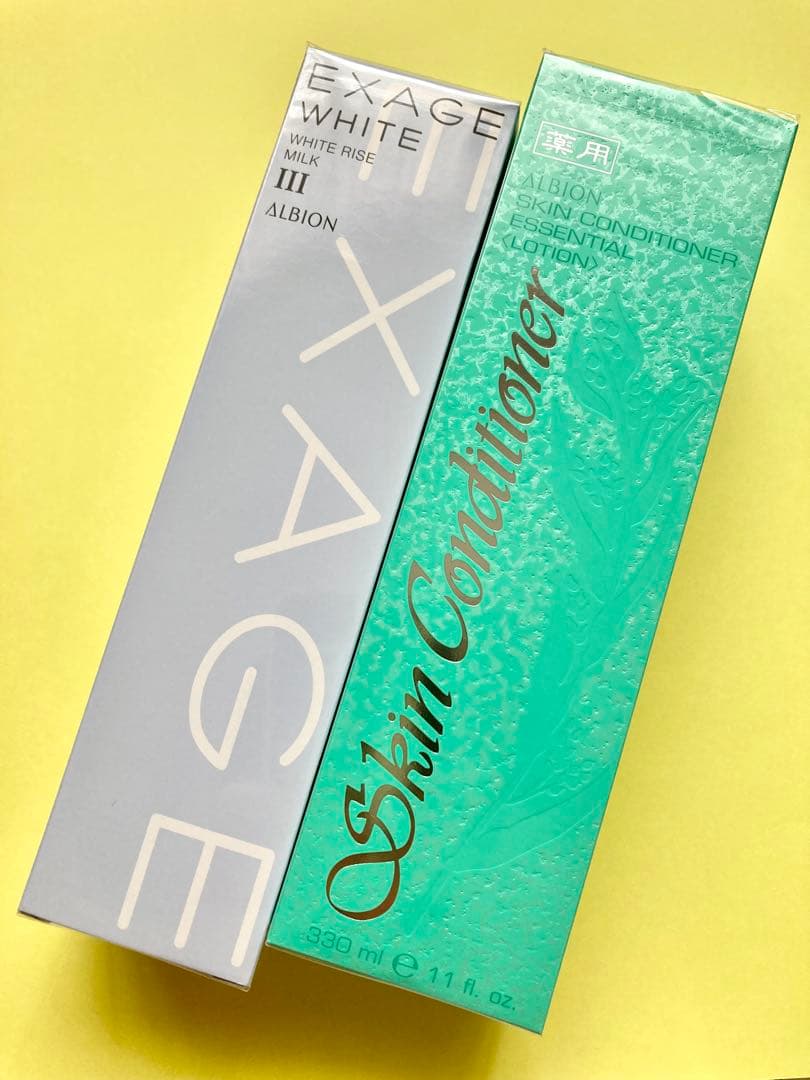 EXAGE
WHITE
WHITE RISE
MILK
III
ALBION
EXAGE
薬用
ALBION
SKIN CONDITIONER
ESSENTIAL
<LOTION>
Skin Conditioner
330 ml e 11 fl. oz.